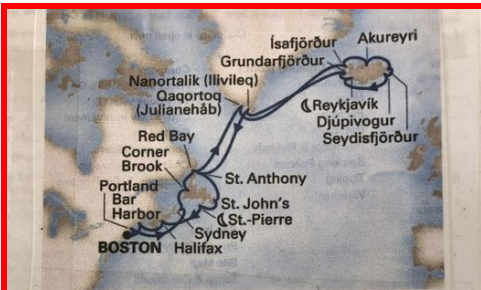 Ísafjörður
Akureyri
Grundarfjörður
Nanortalik (Ilivileq)
Qaqortoq
(Julianehåb)
Reykjavík
Djúpivogur
Seydisfjörður
Red Bay
Corner
Brook
St. Anthony
Portland
Bar
Harbor
St. John's
St.-Pierre
Sydney
BOSTON
Halifax